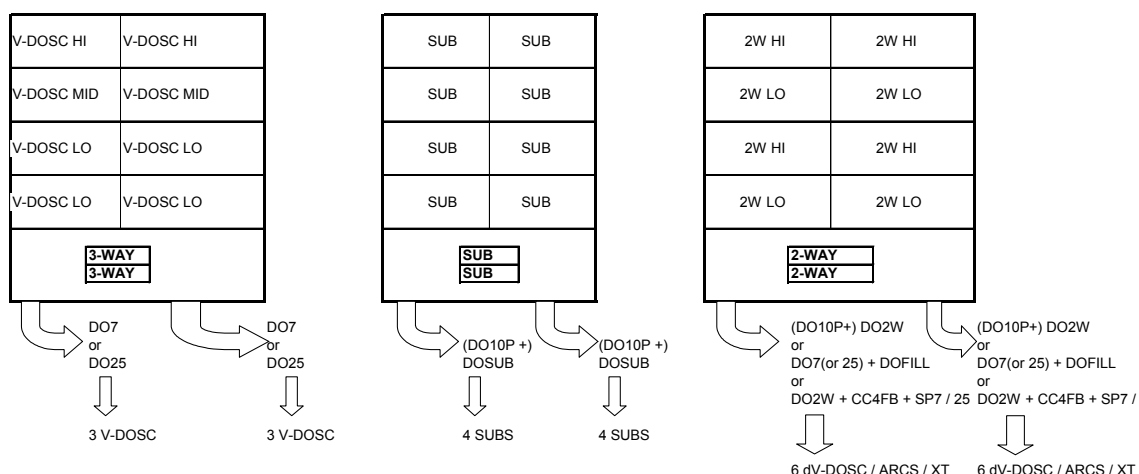 V-DOSC HI V-DOSC HI
V-DOSC MID V-DOSC MID
V-DOSC LO V-DOSC LO
V-DOSC LO V-DOSC LO
3-WAY
3-WAY
DO7
or
DO25
3 V-DOSC
DO7
or
DO25
3 V-DOSC
SUB SUB
SUB SUB
SUB SUB
SUB SUB
SUB
SUB
(DO10P +)
DOSUB
4 SUBS
(DO10P +)
DOSUB
4 SUBS
2W HI 2W HI
2W LO 2W LO
2W HI 2W HI
2W LO 2W LO
2-WAY
2-WAY
(DO10P+) DO2W
or
DO7(or 25) + DOFILL
or
DO2W + CC4FB + SP7 / 25
6 dV-DOSC / ARCS / XT
(DO10P+) DO2W
or
DO7(or 25) + DOFILL
or
DO2W + CC4FB + SP7 /
6 dV-DOSC / ARCS / XT